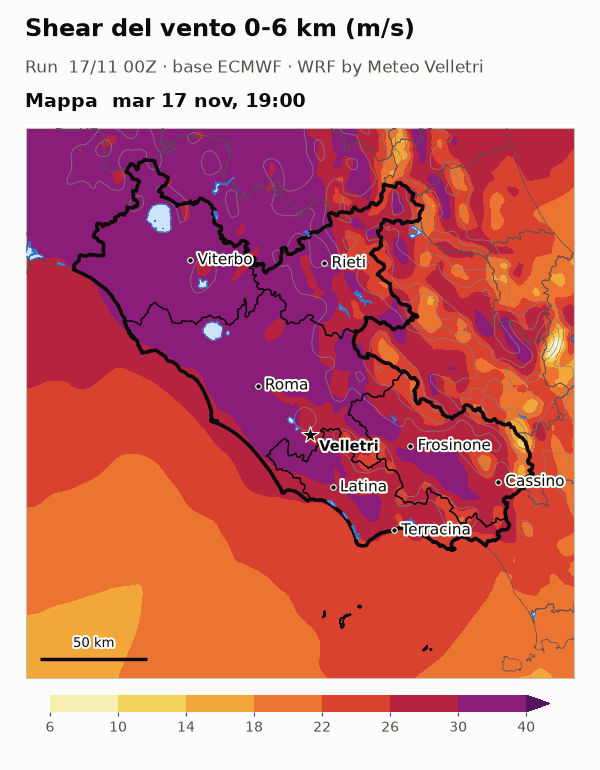 Shear del vento 0-6 km (m/s)
Run  17/11 00Z · base ECMWF · WRF by Meteo Velletri
Mappa  mar 17 nov, 19:00
Viterbo
Rieti
Roma
Velletri
Frosinone
Cassino
Latina
Terracina
50 km
6 10 14 18 22 26 30 40